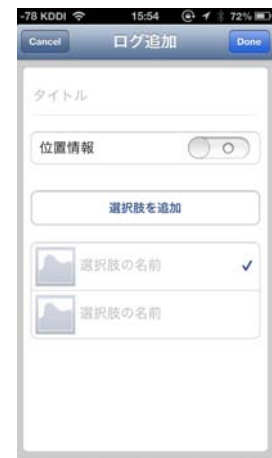 -78 KDDI 15:54 72%
Cancel ログ追加 Done
タイトル
位置情報
選択肢を追加
選択肢の名前
選択肢の名前